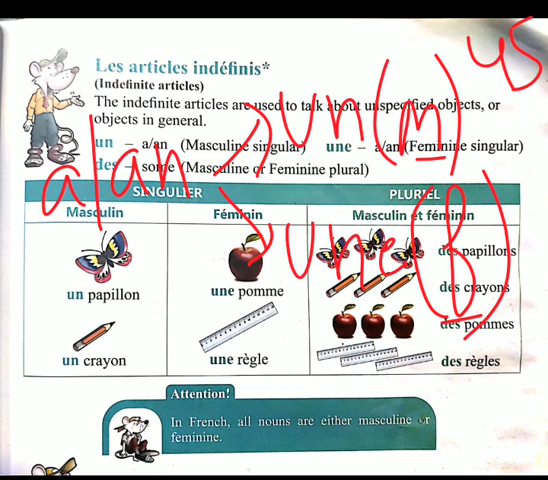 Les articles indéfinis*
(Indefinite articles)
The indefinite articles are used to talk about unspecified objects, or
objects in general.
un – a/an (Masculine singular) une – a/an (Feminine singular)
des some (Masculine or Feminine plural)
45
a/an
un (M)
une (f)
SINGULIER PLURIEL
Masculin Féminin Masculin et féminin
un papillon une pomme des papillons
des crayons
des pommes
un crayon une règle des règles
Attention!
In French, all nouns are either masculine or
feminine.